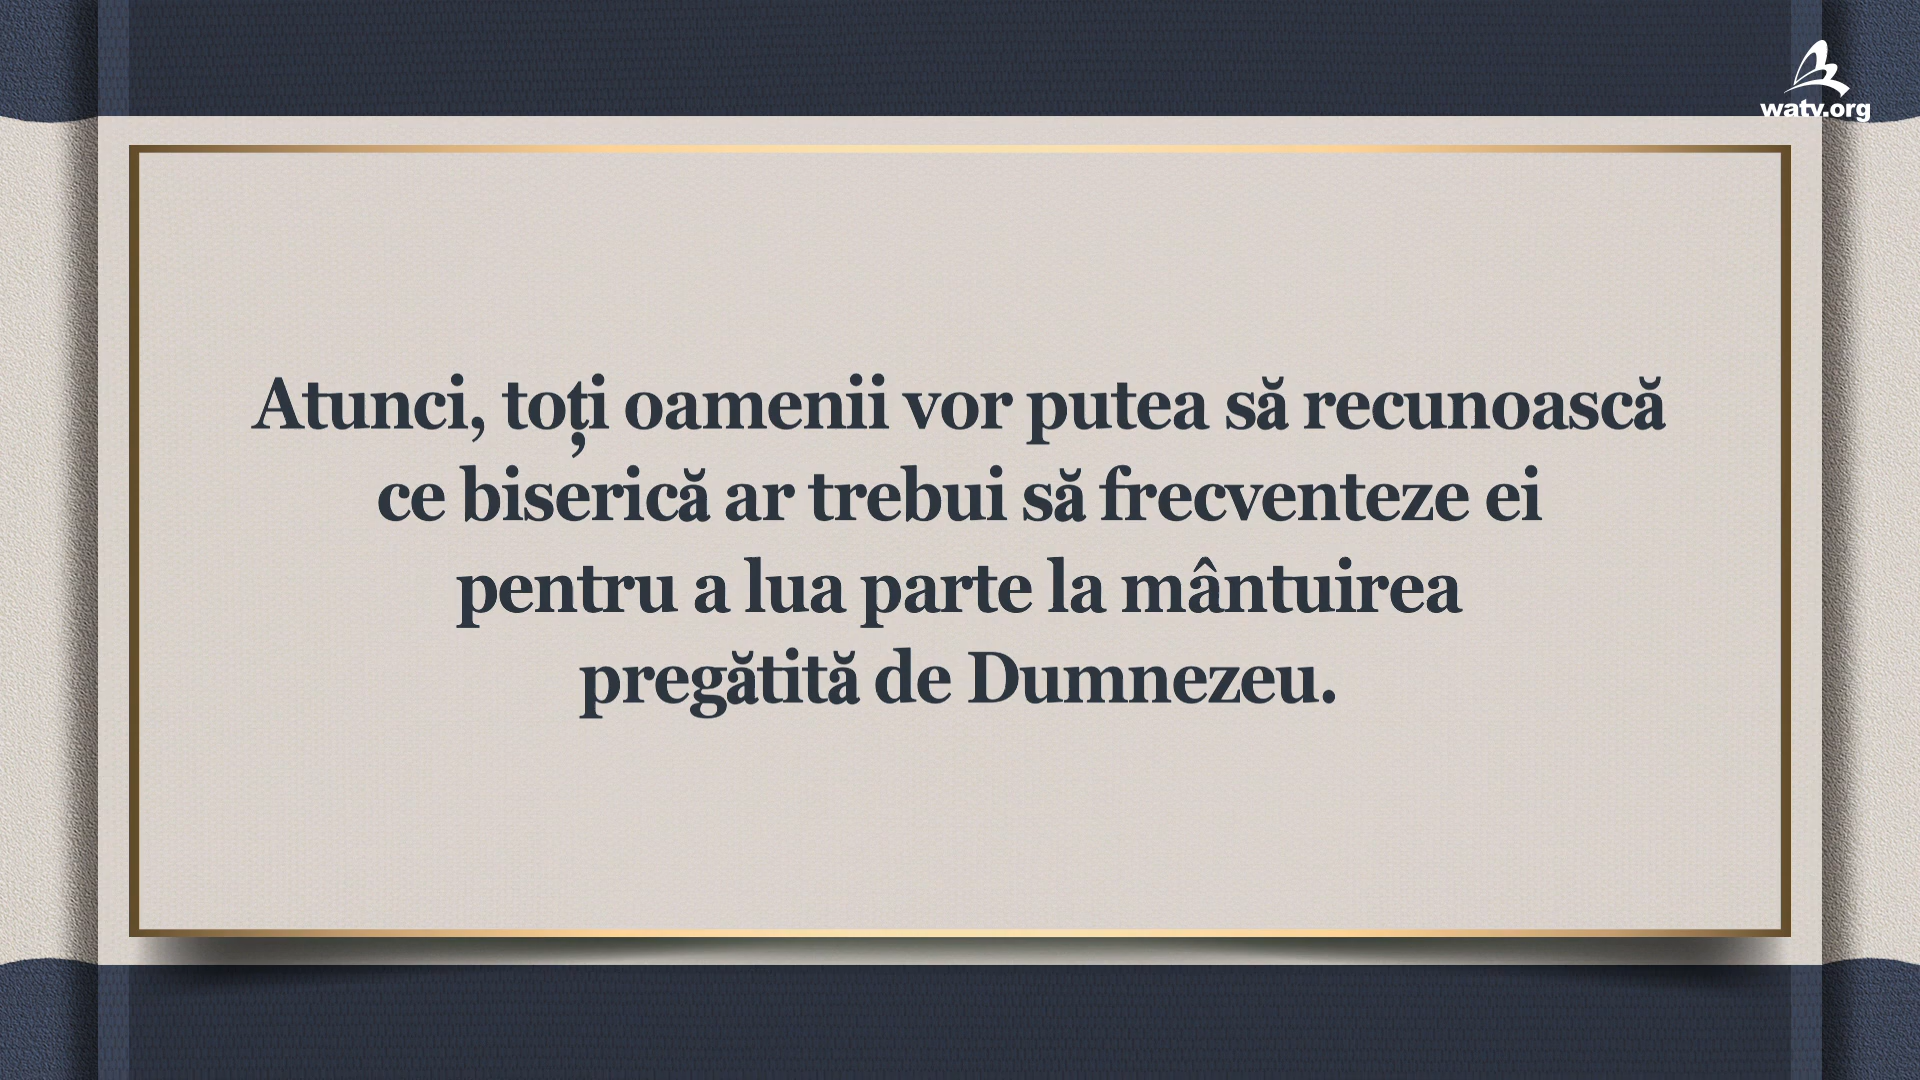 watv.org
Atunci, toți oamenii vor putea să recunoască
ce biserică ar trebui să frecventeze ei
pentru a lua parte la mântuirea
pregătită de Dumnezeu.